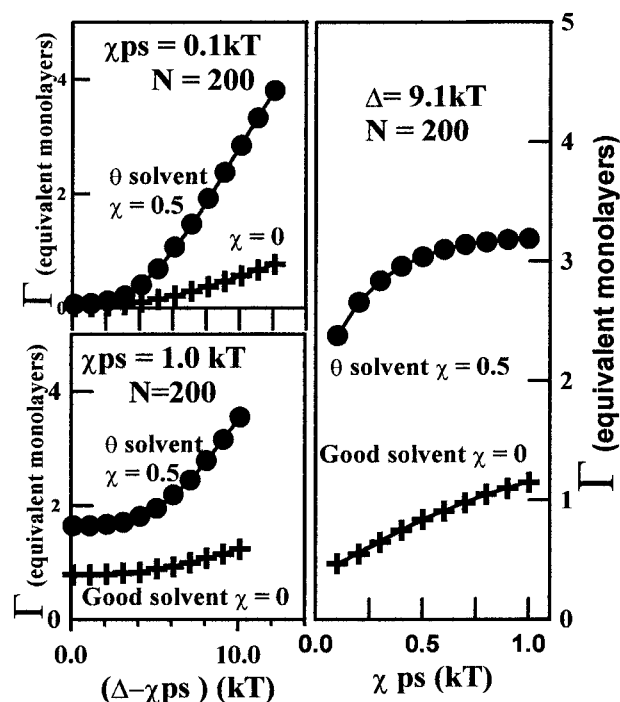 χps = 0.1kT
N = 200
θ solvent
χ = 0.5
χ = 0
4
2
0
Γ (equivalent monolayers)
χps = 1.0 kT
N=200
θ solvent
χ = 0.5
Good solvent χ = 0
4
2
0
Γ (equivalent monolayers)
0.0
10.0
(Δ−χps ) (kT)
Δ= 9.1kT
N = 200
θ solvent χ = 0.5
Good solvent χ = 0
5
4
3
2
1
0
Γ (equivalent monolayers)
0.0
0.5
1.0
χ ps (kT)